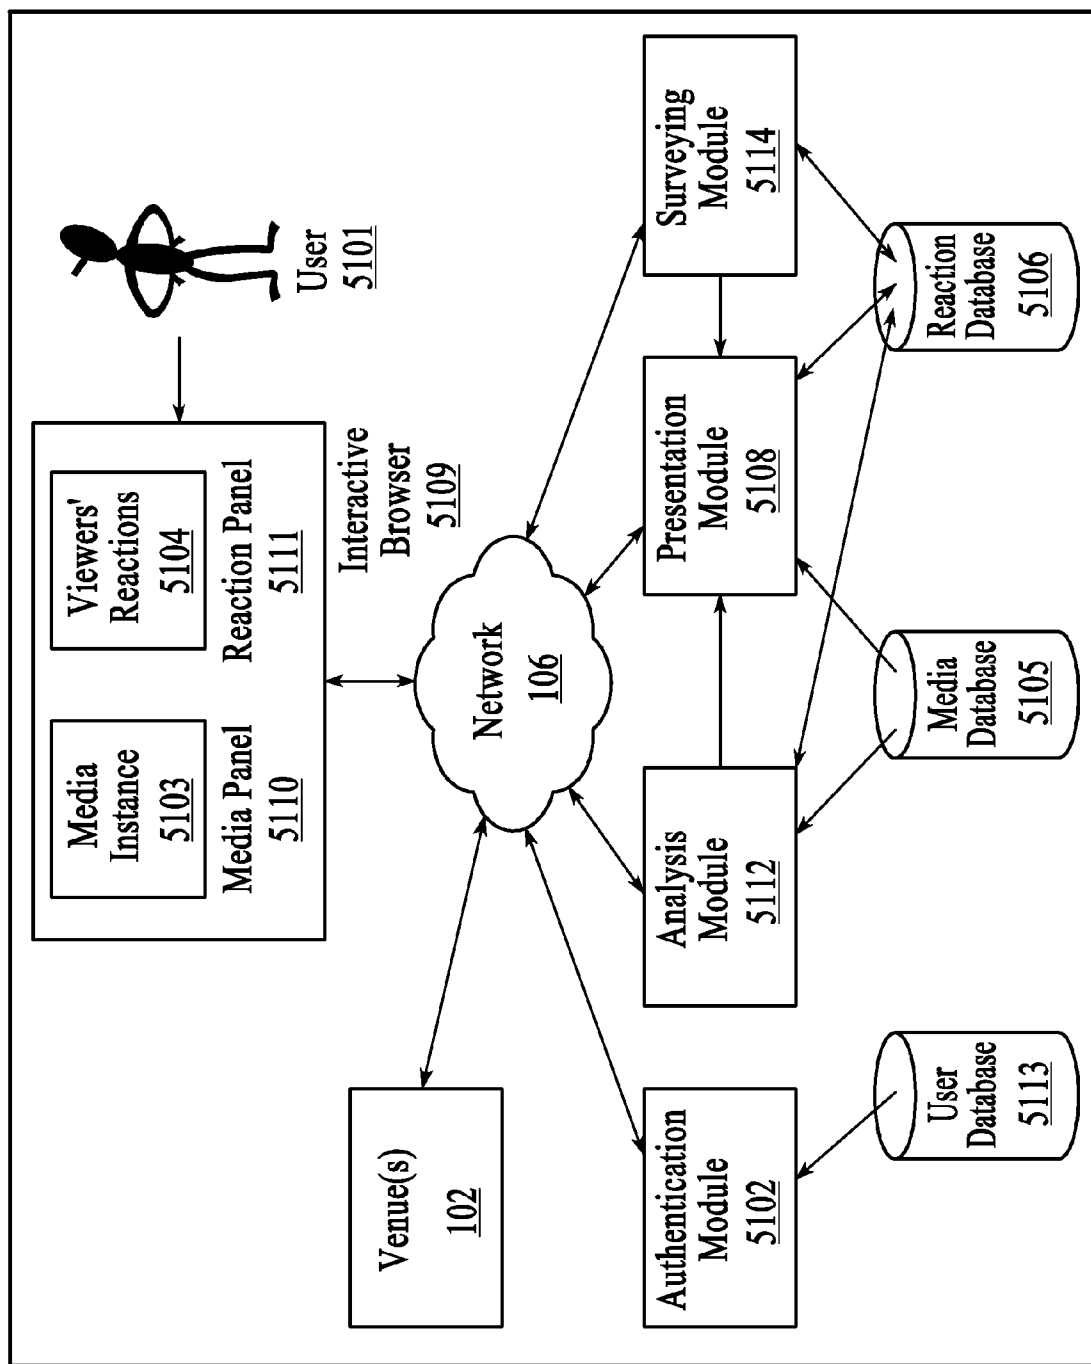 Media
Instance
5103
Media Panel
5110
Viewers'
Reactions
5104
Reaction Panel
5111
User
5101
Interactive
Browser
5109
Venue(s)
102
Network
106
Authentication
Module
5102
Analysis
Module
5112
Presentation
Module
5108
Surveying
Module
5114
User
Database
5113
Media
Database
5105
Reaction
Database
5106